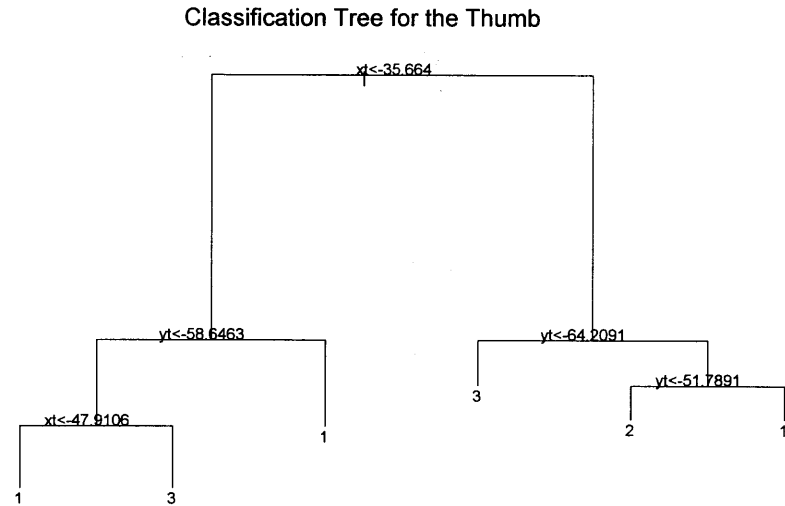 Classification Tree for the Thumb
xt<-35.664
yt<-58.6463
yt<-64.2091
yt<-51.7891
3
xt<-47.9106
1
2
1
1
3